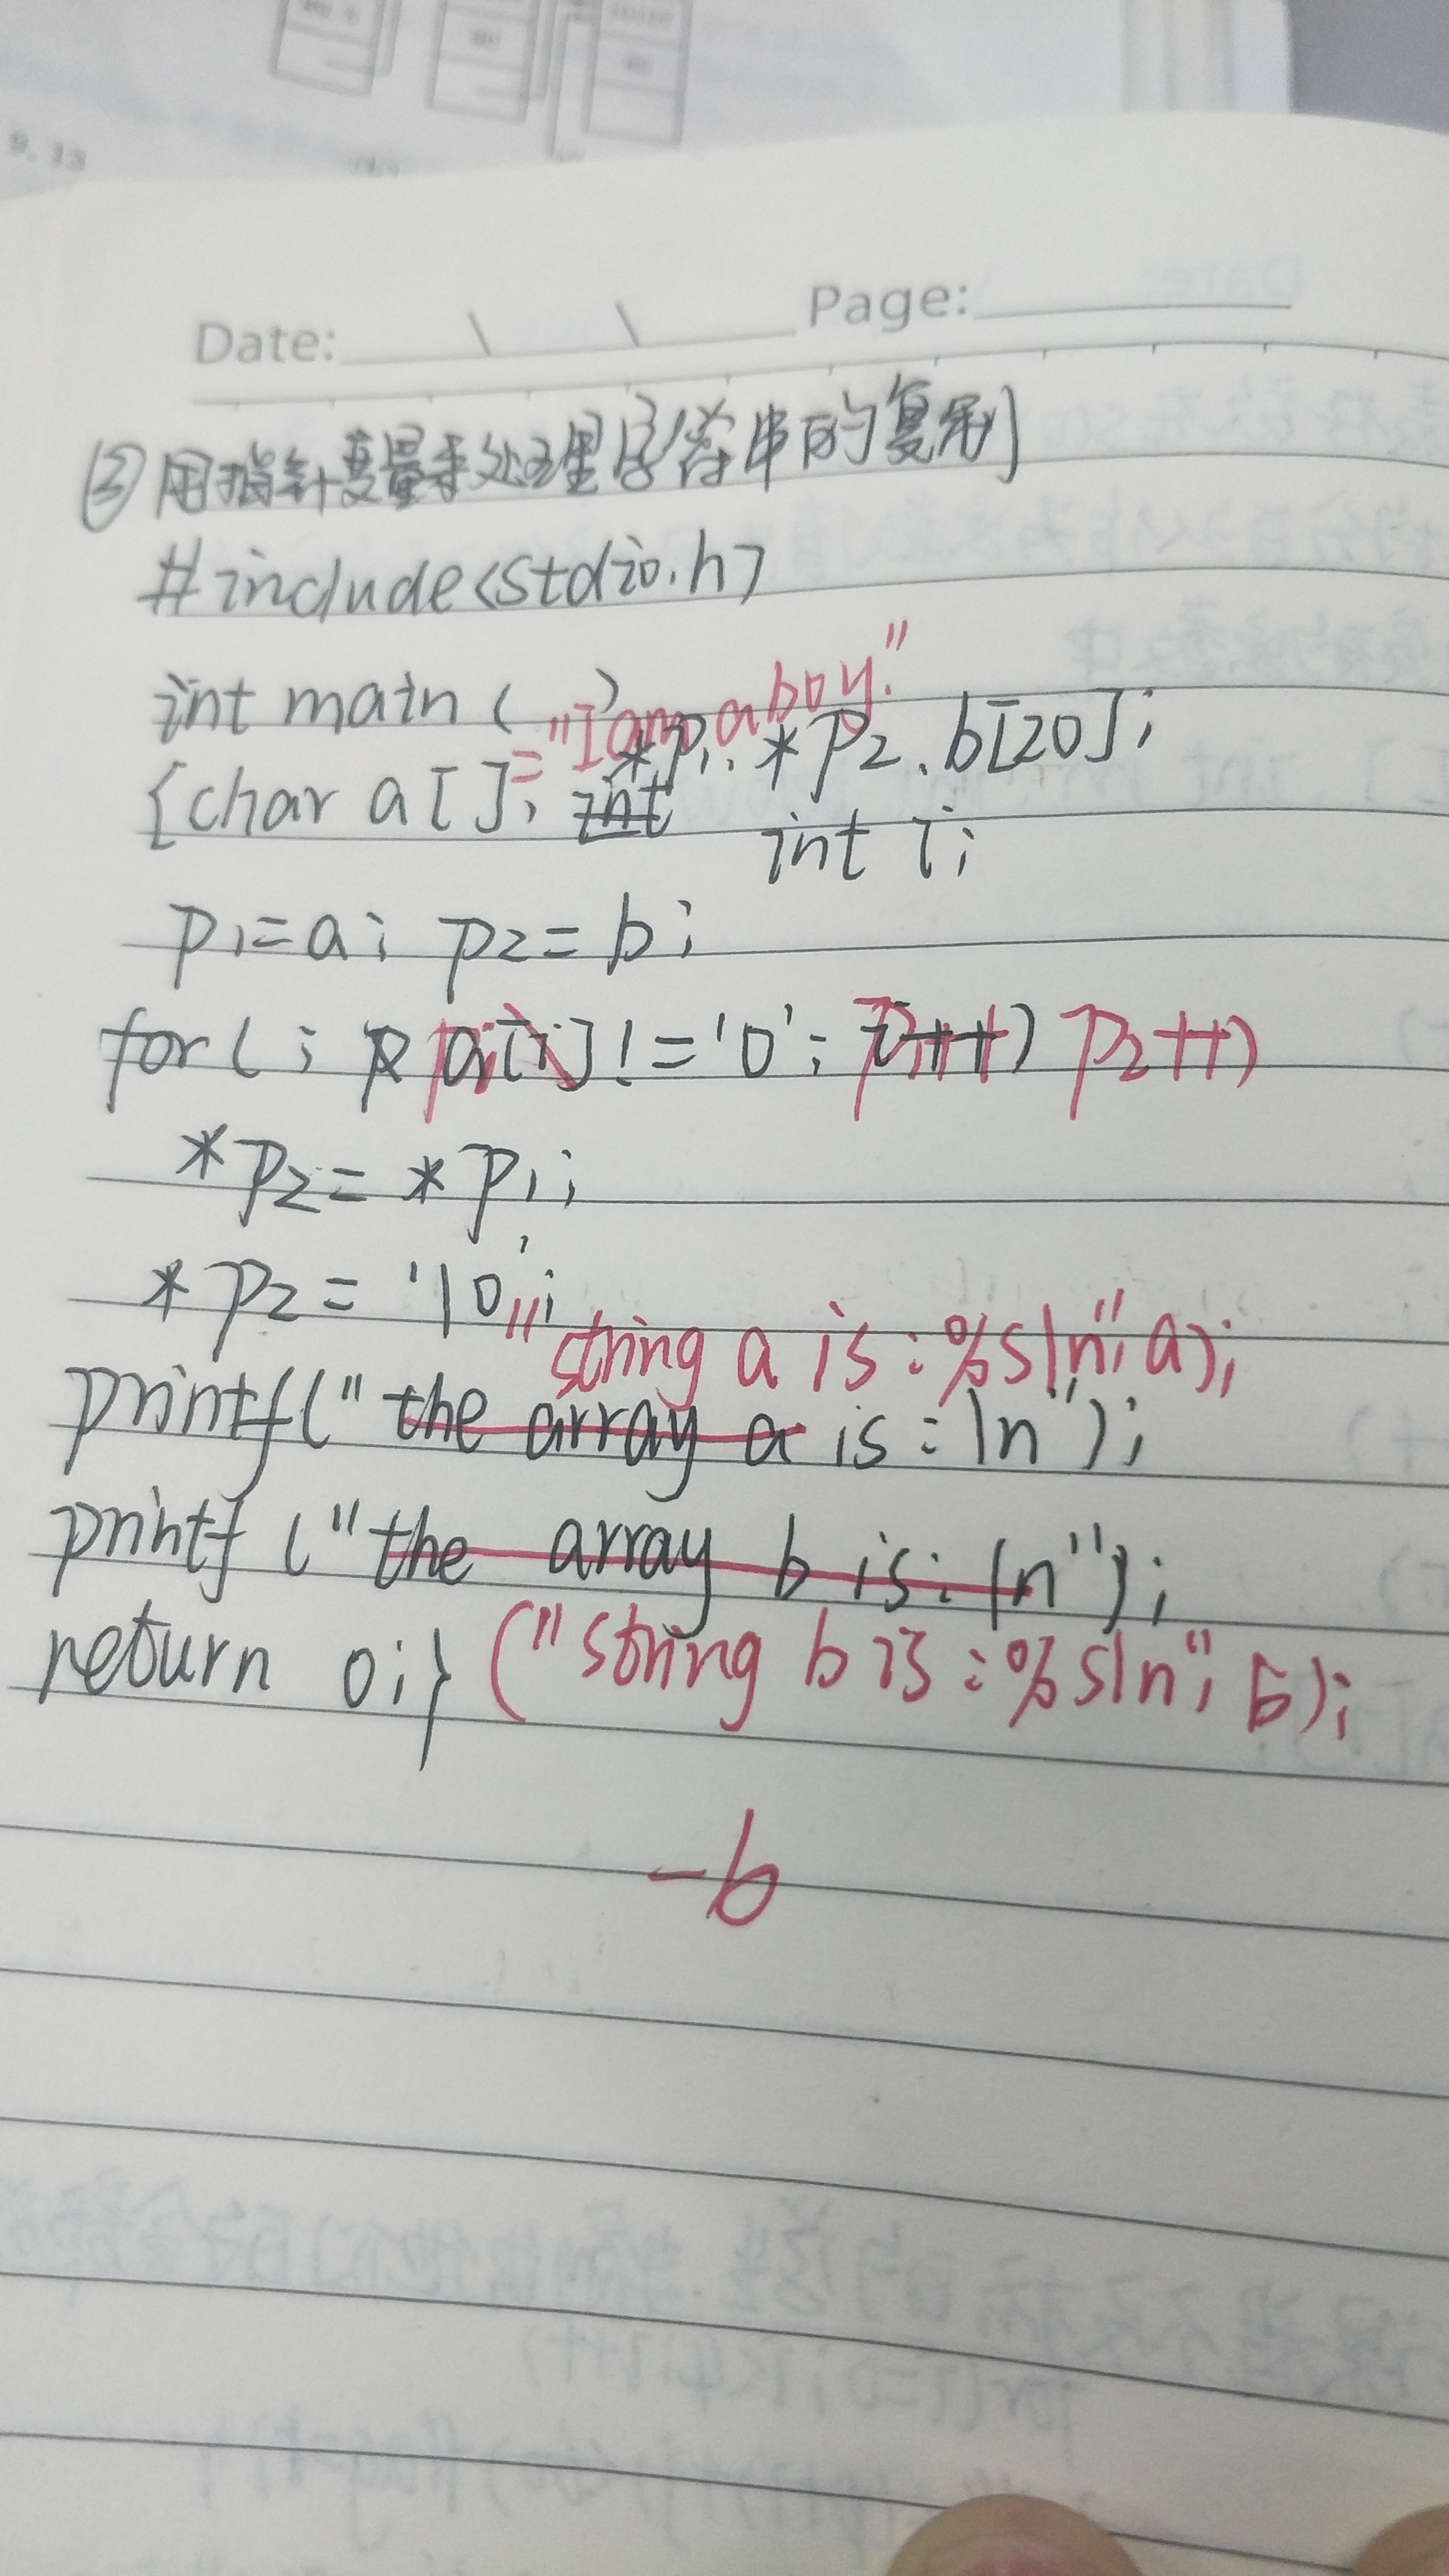 9.13
Date: \ \ Page:
③用指针变量来处理字符串的复制
#include<stdio.h>
int main ( )
="I am a boy."
{char a[]; int *p1, *p2, b[20];
int i;
p1=a; p2=b;
for( ; a[i]!='0'; i++) p2++)
*p2=*p1;
*p2='\0';
"string a is:%s\n", a);
printf("the array a is:\n");
printf ("the array b is:\n");
return 0;} ("string b is:%s\n", b);
-6